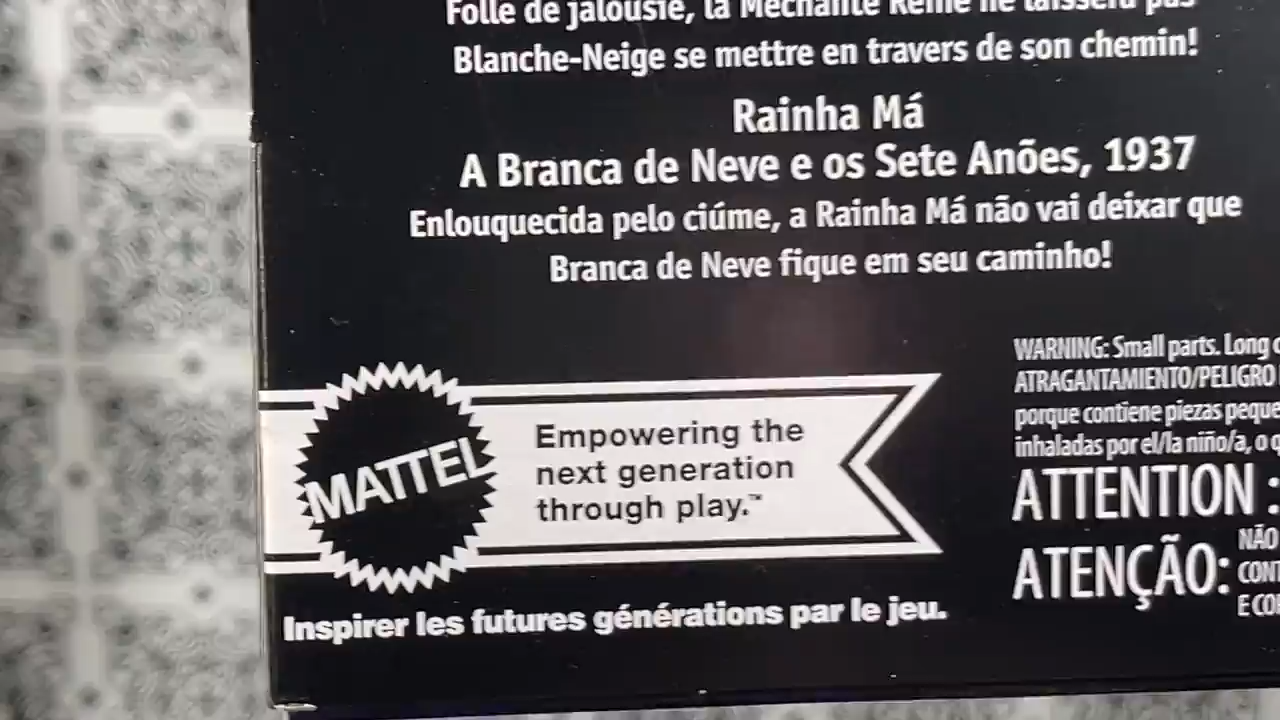 Folle de jalousie, la Méchante Reine ne laissera pas
Blanche-Neige se mettre en travers de son chemin!
Rainha Má
A Branca de Neve e os Sete Anões, 1937
Enlouquecida pelo ciúme, a Rainha Má não vai deixar que
Branca de Neve fique em seu caminho!
MATTEL
Empowering the
next generation
through play.™
Inspirer les futures générations par le jeu.
WARNING: Small parts. Long
ATRAGANTAMIENTO/PELIGRO
porque contiene piezas
inhaladas por el/la niño/a, o
ATTENTION :
ATENÇÃO:
NÃO